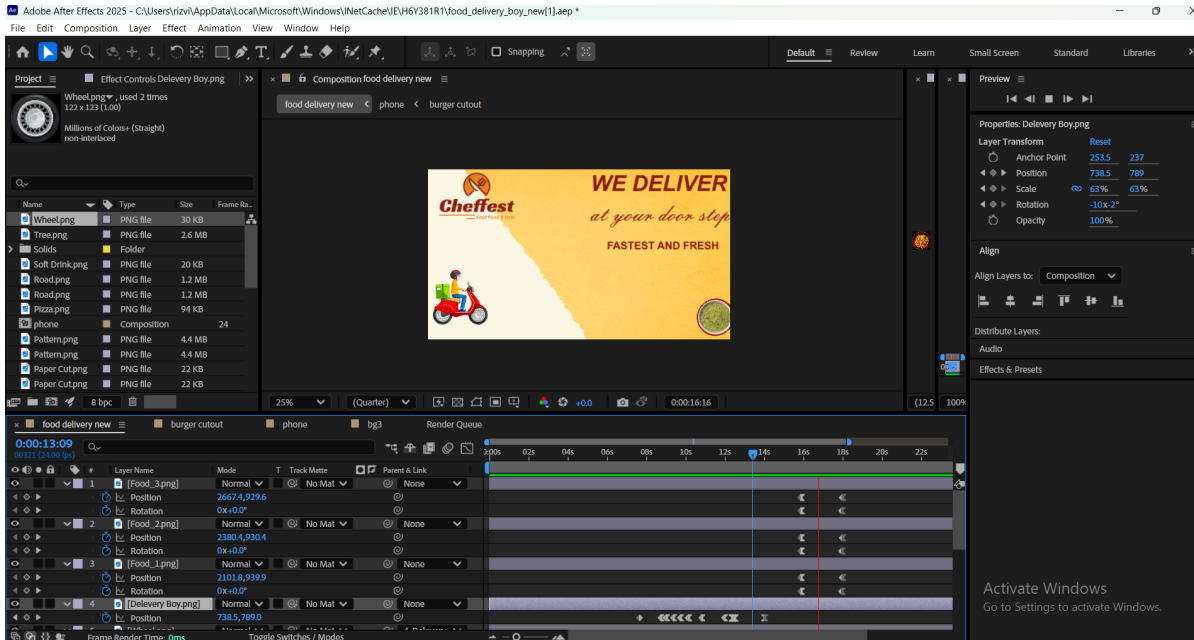 Adobe After Effects 2025 - C:\Users\rizvi\AppData\Local\Microsoft\Windows\INetCache\IE\H6Y381R1\food_delivery_boy_new[1].aep *
File Edit Composition Layer Effect Animation View Window Help
Snapping
Default Review Learn Small Screen Standard Libraries
Project Effect Controls Delevery Boy.png
Composition food delivery new
Preview
Wheel.png , used 2 times
122 x 123 (1.00)
Millions of Colors+ (Straight)
non-interlaced
food delivery new phone burger cutout
Properties: Delevery Boy.png
Layer Transform Reset
Anchor Point 253.5 237
Position 738.5 789
Scale 63% 63%
Rotation -10x-2°
Opacity 100%
Align
Align Layers to: Composition
Distribute Layers:
Audio
Effects & Presets
Name Type Size Frame Ra..
Wheel.png PNG file 30 KB
Tree.png PNG file 2.6 MB
Solids Folder
Soft Drink.png PNG file 20 KB
Road.png PNG file 1.2 MB
Road.png PNG file 1.2 MB
Pizza.png PNG file 94 KB
phone Composition 24
Pattern.png PNG file 4.4 MB
Pattern.png PNG file 4.4 MB
Paper Cut.png PNG file 22 KB
Paper Cut.png PNG file 22 KB
8 bpc
Cheffest
WE DELIVER
at your door step
FASTEST AND FRESH
25% (Quarter) +0.0 0:00:16:16
(12.5 100%
food delivery new burger cutout phone bg3 Render Queue
0:00:13:09
00321 (24.00 fps)
0:00s 02s 04s 06s 08s 10s 12s 14s 16s 18s 20s 22s
# Layer Name Mode T Track Matte Parent & Link
1 [Food_3.png] Normal No Mat None
Position 2667.4,929.6
Rotation 0x+0.0°
2 [Food_2.png] Normal No Mat None
Position 2380.4,930.4
Rotation 0x+0.0°
3 [Food_1.png] Normal No Mat None
Position 2101.8,939.9
Rotation 0x+0.0°
4 [Delevery Boy.png] Normal No Mat None
Position 738.5,789.0
Frame Render Time: 0ms Toggle Switches / Modes
Activate Windows
Go to Settings to activate Windows.